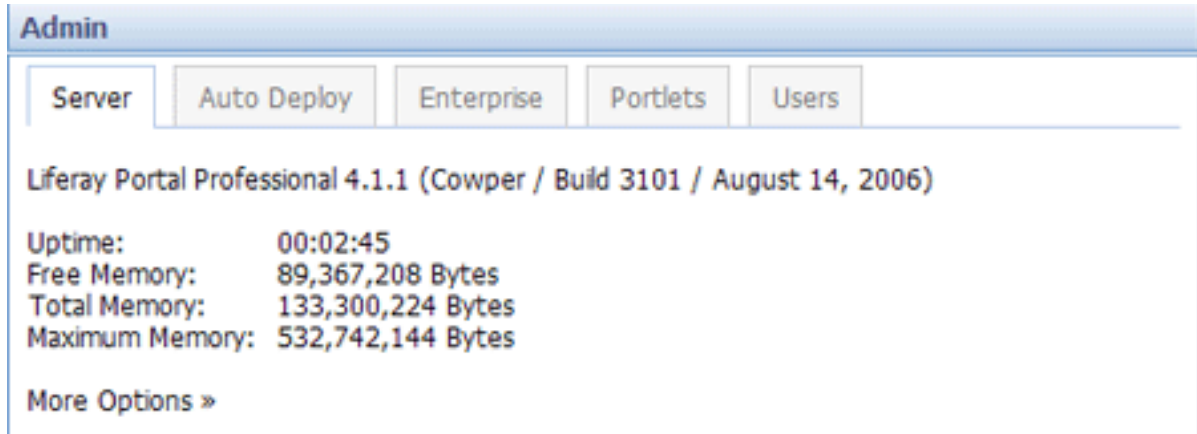 Admin
Server Auto Deploy Enterprise Portlets Users
Liferay Portal Professional 4.1.1 (Cowper / Build 3101 / August 14, 2006)
Uptime: 00:02:45
Free Memory: 89,367,208 Bytes
Total Memory: 133,300,224 Bytes
Maximum Memory: 532,742,144 Bytes
More Options »